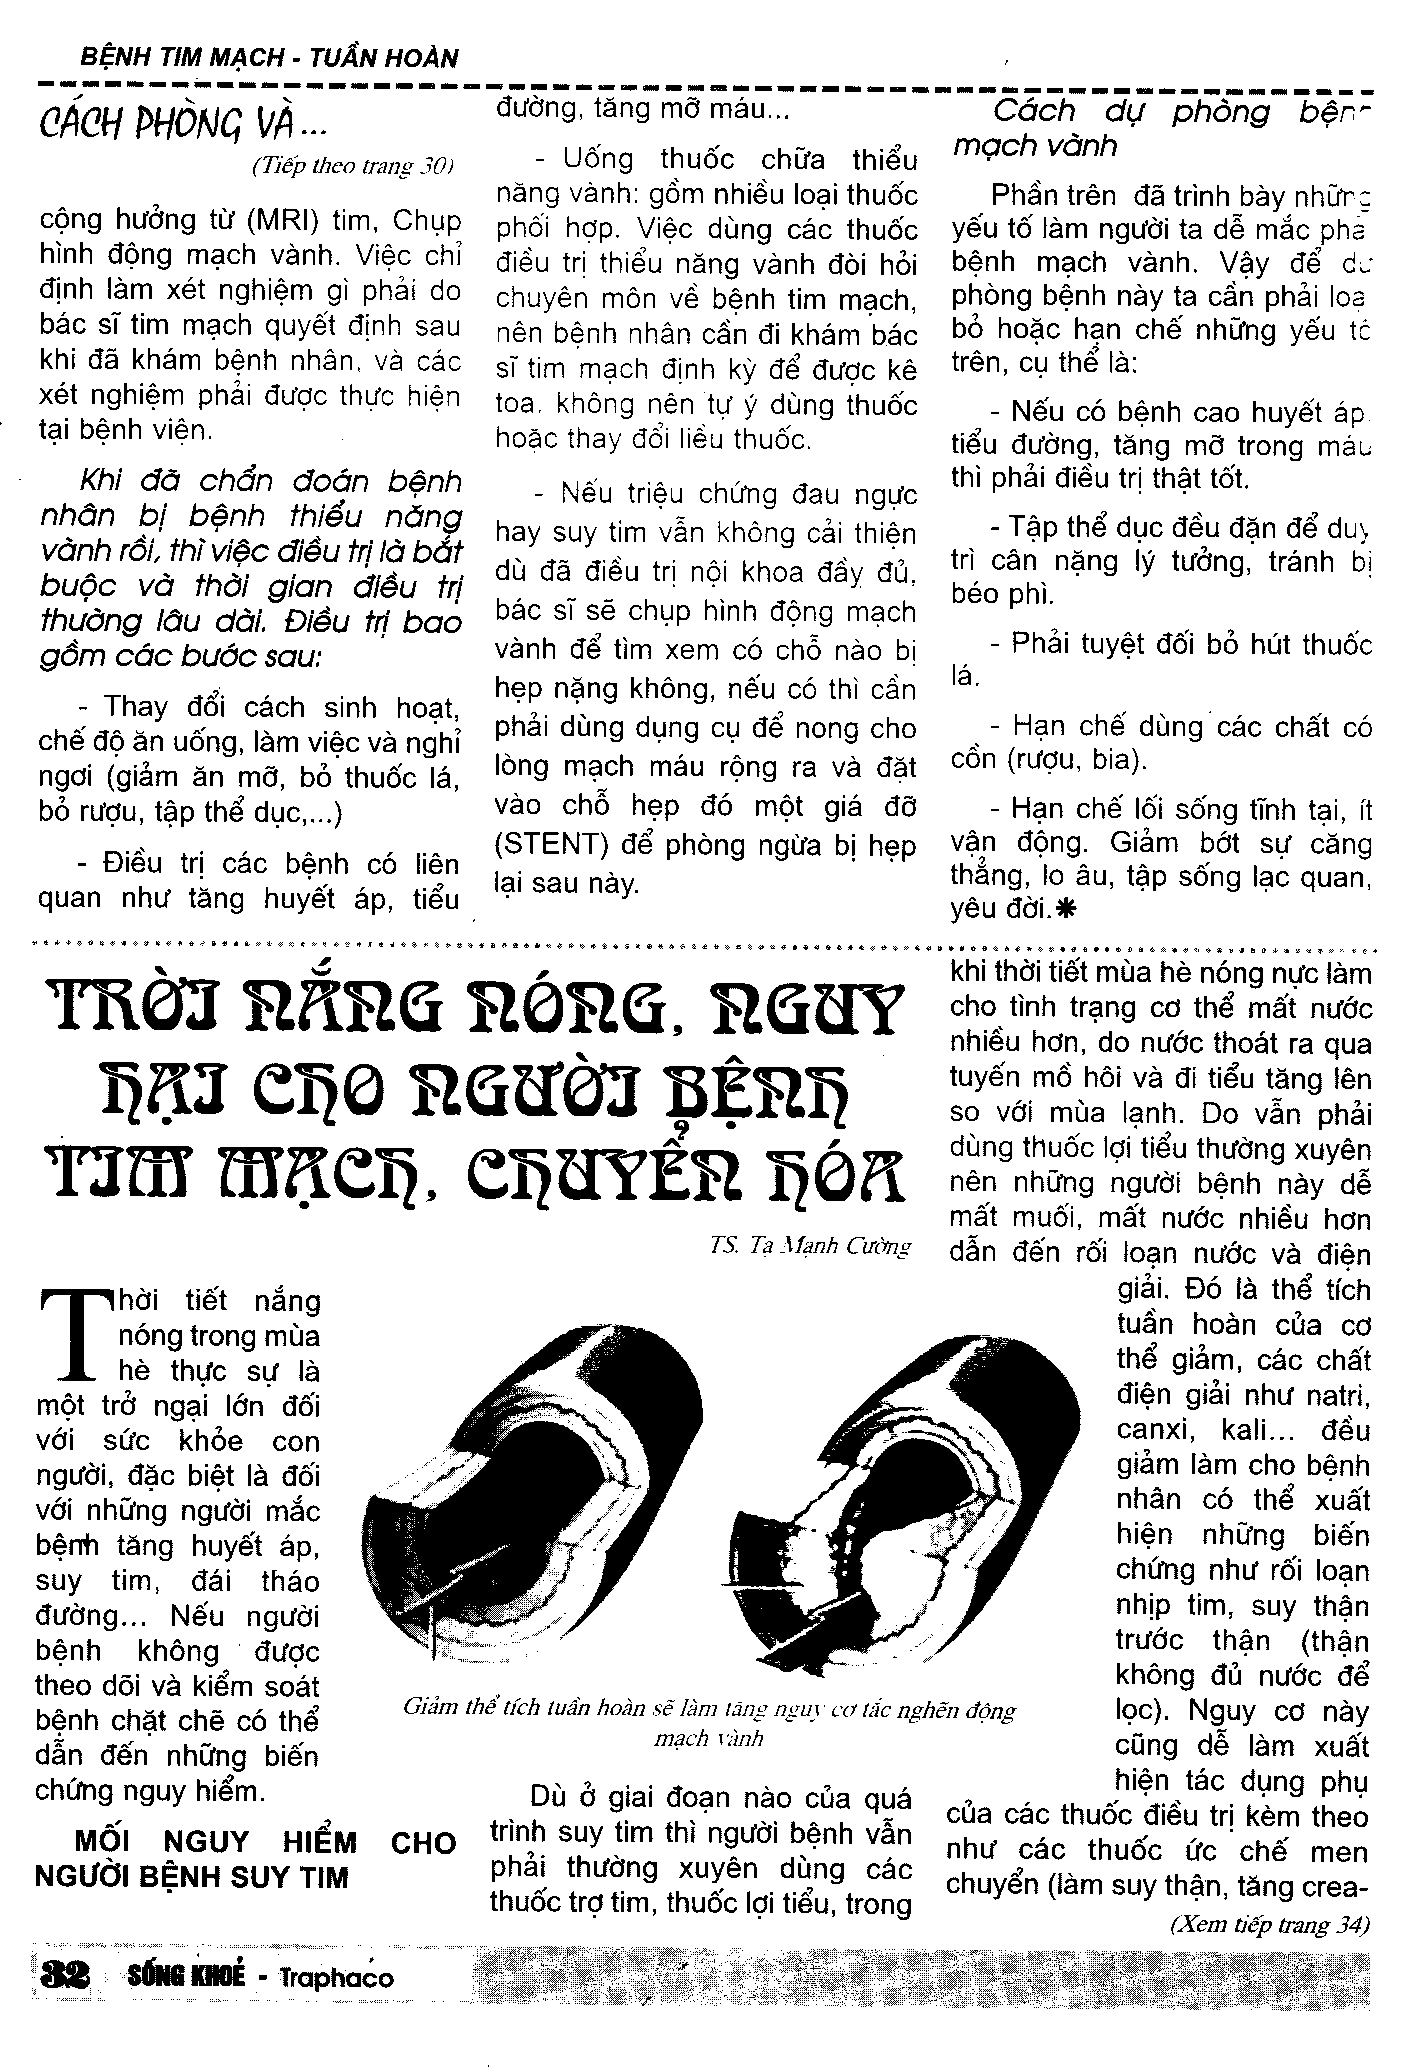 BỆNH TIM MẠCH - TUẦN HOÀN
CÁCH PHÒNG VÀ...
(Tiếp theo trang 30)
cộng hưởng từ (MRI) tim, Chụp
hình động mạch vành. Việc chỉ
định làm xét nghiệm gì phải do
bác sĩ tim mạch quyết định sau
khi đã khám bệnh nhân, và các
xét nghiệm phải được thực hiện
tại bệnh viện.
Khi đã chẩn đoán bệnh
nhân bị bệnh thiểu năng
vành rồi, thì việc điều trị là bắt
buộc và thời gian điều trị
thường lâu dài. Điều trị bao
gồm các bước sau:
- Thay đổi cách sinh hoạt,
chế độ ăn uống, làm việc và nghỉ
ngơi (giảm ăn mỡ, bỏ thuốc lá,
bỏ rượu, tập thể dục,...)
- Điều trị các bệnh có liên
quan như tăng huyết áp, tiểu
đường, tăng mỡ máu...
- Uống thuốc chữa thiểu
năng vành: gồm nhiều loại thuốc
phối hợp. Việc dùng các thuốc
điều trị thiểu năng vành đòi hỏi
chuyên môn về bệnh tim mạch,
nên bệnh nhân cần đi khám bác
sĩ tim mạch định kỳ để được kê
toa, không nên tự ý dùng thuốc
hoặc thay đổi liều thuốc.
- Nếu triệu chứng đau ngực
hay suy tim vẫn không cải thiện
dù đã điều trị nội khoa đầy đủ,
bác sĩ sẽ chụp hình động mạch
vành để tìm xem có chỗ nào bị
hẹp nặng không, nếu có thì cần
phải dùng dụng cụ để nong cho
lòng mạch máu rộng ra và đặt
vào chỗ hẹp đó một giá đỡ
(STENT) để phòng ngừa bị hẹp
lại sau này.
Cách dự phòng bệnh
mạch vành
Phần trên đã trình bày những
yếu tố làm người ta dễ mắc phả
bệnh mạch vành. Vậy để dự
phòng bệnh này ta cần phải loạ
bỏ hoặc hạn chế những yếu tố
trên, cụ thể là:
- Nếu có bệnh cao huyết áp,
tiểu đường, tăng mỡ trong máu
thì phải điều trị thật tốt.
- Tập thể dục đều đặn để duy
trì cân nặng lý tưởng, tránh bị
béo phì.
- Phải tuyệt đối bỏ hút thuốc
lá.
- Hạn chế dùng các chất có
cồn (rượu, bia).
- Hạn chế lối sống tĩnh tại, ít
vận động. Giảm bớt sự căng
thẳng, lo âu, tập sống lạc quan,
yêu đời.✱
TRỜI NẮNG NÓNG, NGUY
HẠI CHO NGƯỜI BỆNH
TIM MẠCH, CHUYỂN HÓA
TS. Tạ Mạnh Cường
Thời tiết nắng
nóng trong mùa
hè thực sự là
một trở ngại lớn đối
với sức khỏe con
người, đặc biệt là đối
với những người mắc
bệnh tăng huyết áp,
suy tim, đái tháo
đường... Nếu người
bệnh không được
theo dõi và kiểm soát
bệnh chặt chẽ có thể
dẫn đến những biến
chứng nguy hiểm.
MỐI NGUY HIỂM CHO
NGƯỜI BỆNH SUY TIM
Giảm thể tích tuần hoàn sẽ làm tăng nguy cơ tắc nghẽn động
mạch vành
Dù ở giai đoạn nào của quá
trình suy tim thì người bệnh vẫn
phải thường xuyên dùng các
thuốc trợ tim, thuốc lợi tiểu, trong
khi thời tiết mùa hè nóng nực làm
cho tình trạng cơ thể mất nước
nhiều hơn, do nước thoát ra qua
tuyến mồ hôi và đi tiểu tăng lên
so với mùa lạnh. Do vẫn phải
dùng thuốc lợi tiểu thường xuyên
nên những người bệnh này dễ
mất muối, mất nước nhiều hơn
dẫn đến rối loạn nước và điện
giải. Đó là thể tích
tuần hoàn của cơ
thể giảm, các chất
điện giải như natri,
canxi, kali... đều
giảm làm cho bệnh
nhân có thể xuất
hiện những biến
chứng như rối loạn
nhịp tim, suy thận
trước thận (thận
không đủ nước để
lọc). Nguy cơ này
cũng dễ làm xuất
hiện tác dụng phụ
của các thuốc điều trị kèm theo
như các thuốc ức chế men
chuyển (làm suy thận, tăng crea-
(Xem tiếp trang 34)
32 SỐNG KHOẺ - Traphaco